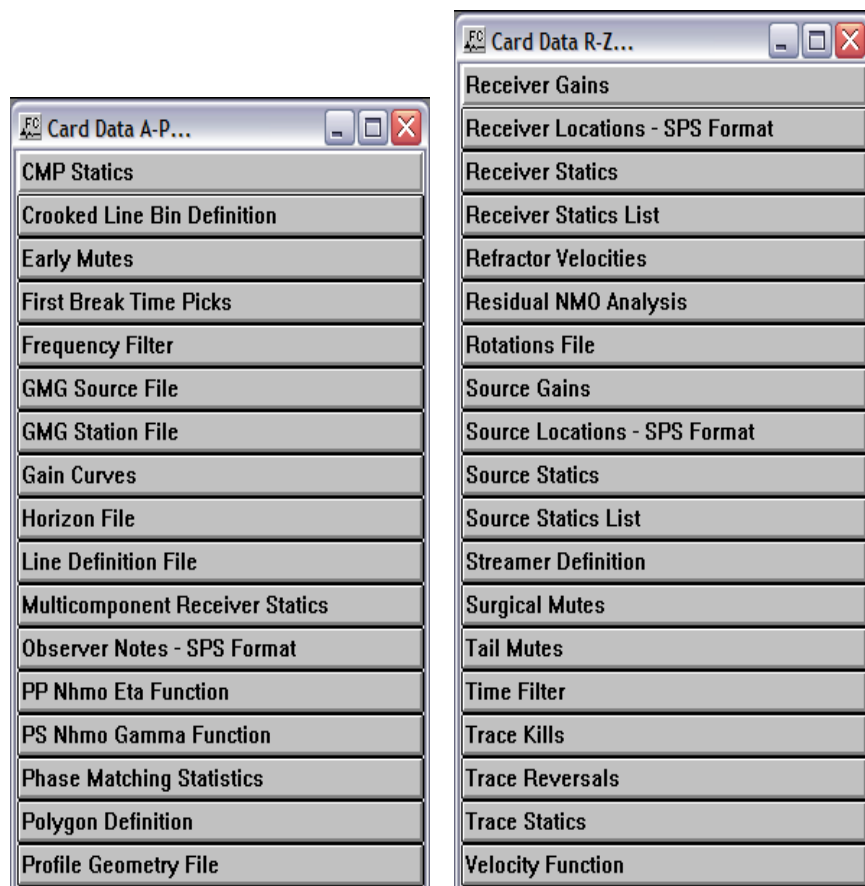 FC Card Data A-P...
CMP Statics
Crooked Line Bin Definition
Early Mutes
First Break Time Picks
Frequency Filter
GMG Source File
GMG Station File
Gain Curves
Horizon File
Line Definition File
Multicomponent Receiver Statics
Observer Notes - SPS Format
PP Nhmo Eta Function
PS Nhmo Gamma Function
Phase Matching Statistics
Polygon Definition
Profile Geometry File
FC Card Data R-Z...
Receiver Gains
Receiver Locations - SPS Format
Receiver Statics
Receiver Statics List
Refractor Velocities
Residual NMO Analysis
Rotations File
Source Gains
Source Locations - SPS Format
Source Statics
Source Statics List
Streamer Definition
Surgical Mutes
Tail Mutes
Time Filter
Trace Kills
Trace Reversals
Trace Statics
Velocity Function